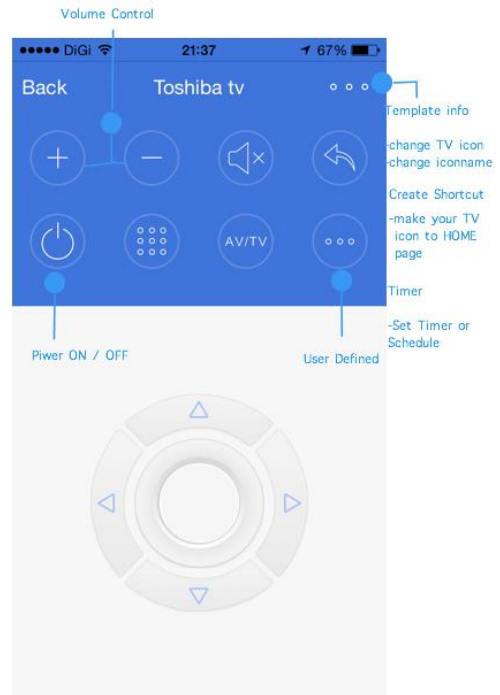 Volume Control
DiGi 21:37 67%
Back Toshiba tv
Template info
-change TV icon
-change iconname
Create Shortcut
-make your TV
icon to HOME
page
AV/TV
Timer
-Set Timer or
Schedule
Piwer ON / OFF
User Defined